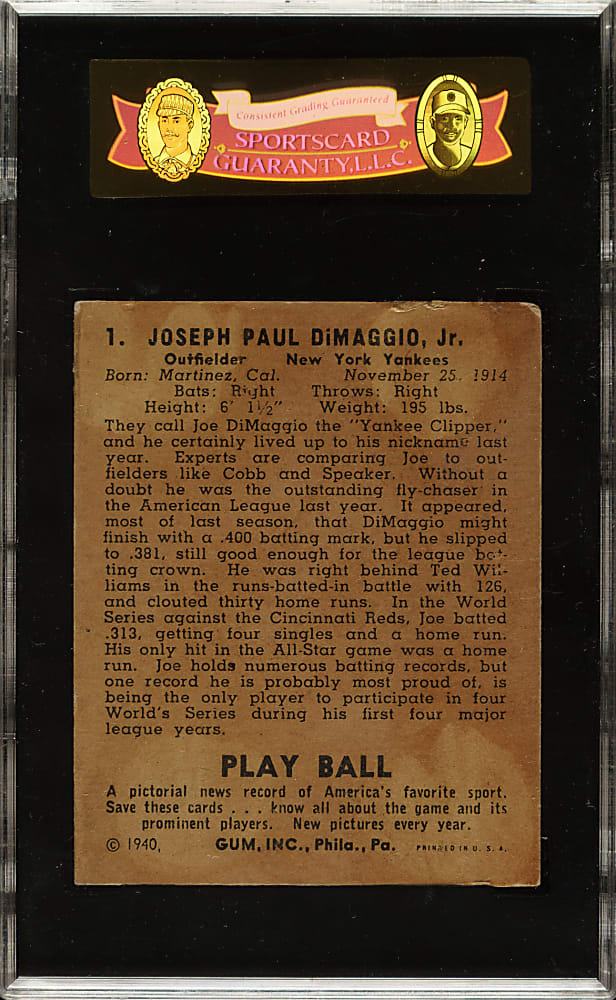 Consistent Grading Guaranteed
SPORTSCARD
GUARANTY, L.L.C.
1. JOSEPH PAUL DiMAGGIO, Jr.
Outfielder New York Yankees
Born: Martinez, Cal. November 25, 1914
Bats: Right Throws: Right
Height: 6' 1½" Weight: 195 lbs.
They call Joe DiMaggio the "Yankee Clipper,"
and he certainly lived up to his nickname last
year. Experts are comparing Joe to out-
fielders like Cobb and Speaker. Without a
doubt he was the outstanding fly-chaser in
the American League last year. It appeared,
most of last season, that DiMaggio might
finish with a .400 batting mark, but he slipped
to .381, still good enough for the league bat-
ting crown. He was right behind Ted Wil-
liams in the runs-batted-in battle with 126,
and clouted thirty home runs. In the World
Series against the Cincinnati Reds, Joe batted
.313, getting four singles and a home run.
His only hit in the All-Star game was a home
run. Joe holds numerous batting records, but
one record he is probably most proud of, is
being the only player to participate in four
World's Series during his first four major
league years.
PLAY BALL
A pictorial news record of America's favorite sport.
Save these cards . . . know all about the game and its
prominent players. New pictures every year.
© 1940, GUM, INC., Phila., Pa. PRINTED IN U. S. A.